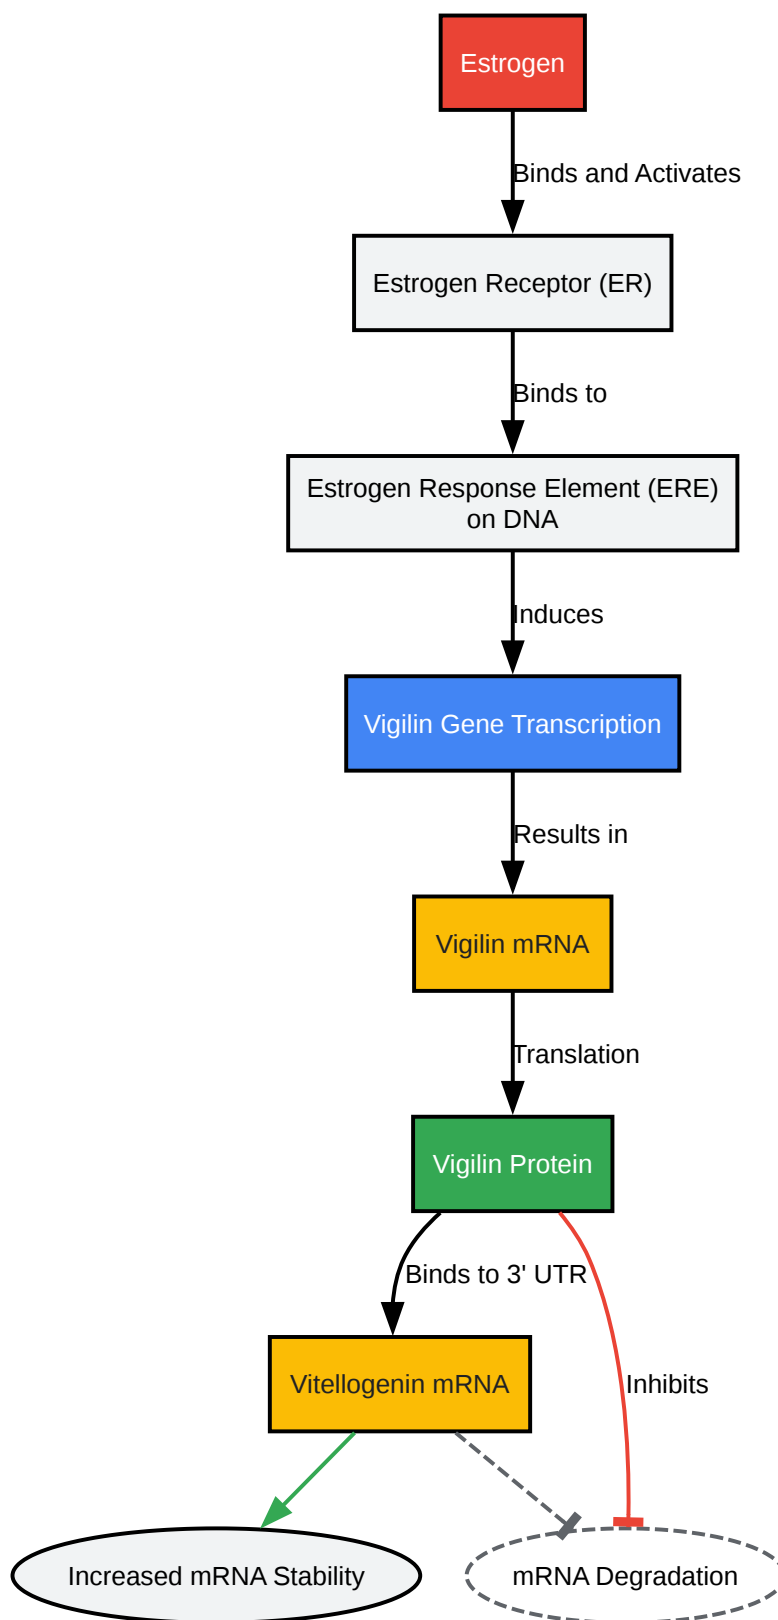 Estrogen
Binds and Activates
Estrogen Receptor (ER)
Binds to
Estrogen Response Element (ERE)
on DNA
Induces
Vigilin Gene Transcription
Results in
Vigilin mRNA
Translation
Vigilin Protein
Binds to 3' UTR
Vitellogenin mRNA
Inhibits
Increased mRNA Stability
mRNA Degradation